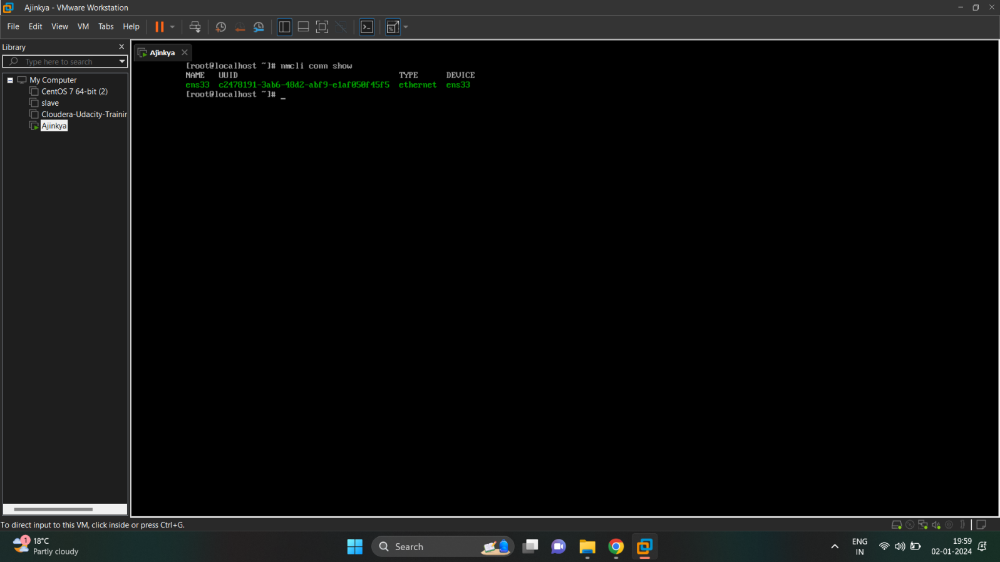 Ajinkya - VMware Workstation
File Edit View VM Tabs Help
Library
Type here to search
My Computer
CentOS 7 64-bit (2)
slave
Cloudera-Udacity-Trainir
Ajinkya
Ajinkya
[root@localhost ~]# nmcli conn show
NAME UUID TYPE DEVICE
ens33 c2478191-3ab6-48d2-abf9-e1af050f45f5 ethernet ens33
[root@localhost ~]# _
To direct input to this VM, click inside or press Ctrl+G.
1
18°C
Partly cloudy
Search
ENG
IN
19:59
02-01-2024